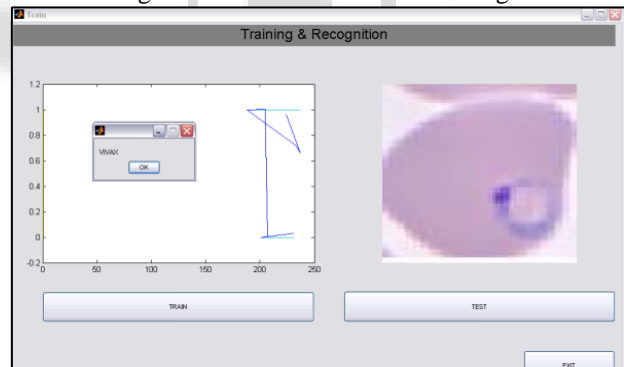 Train
Training & Recognition
1.2
1
0.8
0.6
0.4
0.2
0
-0.2
0 50 100 150 200 250
VIVAX
OK
TRAIN
TEST
EXIT